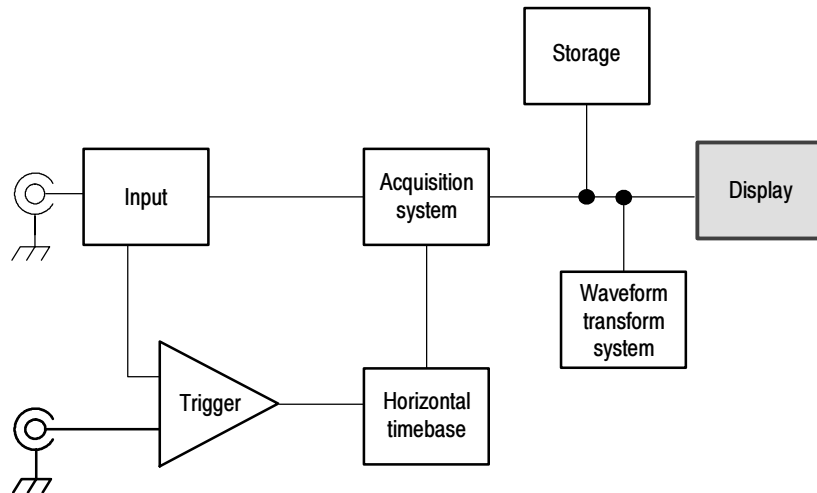 Storage
Input
Acquisition
system
Display
Waveform
transform
system
Trigger
Horizontal
timebase